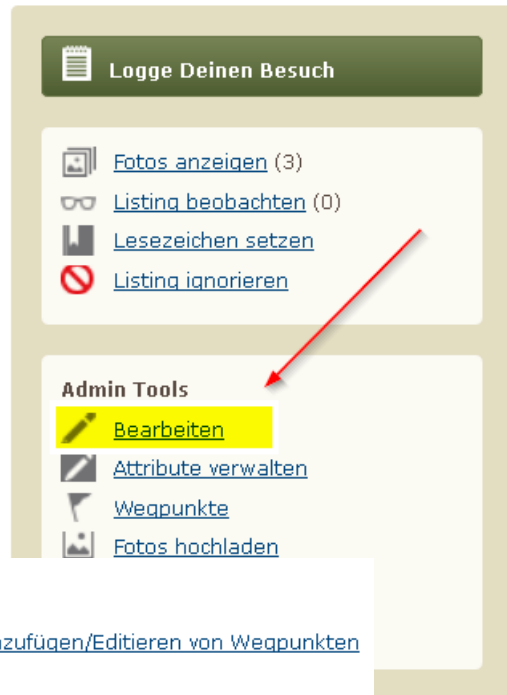 Logge Deinen Besuch
Fotos anzeigen (3)
Listing beobachten (0)
Lesezeichen setzen
Listing ignorieren
Admin Tools
Bearbeiten
Attribute verwalten
Wegpunkte
Fotos hochladen
nzufügen/Editieren von Wegpunkten